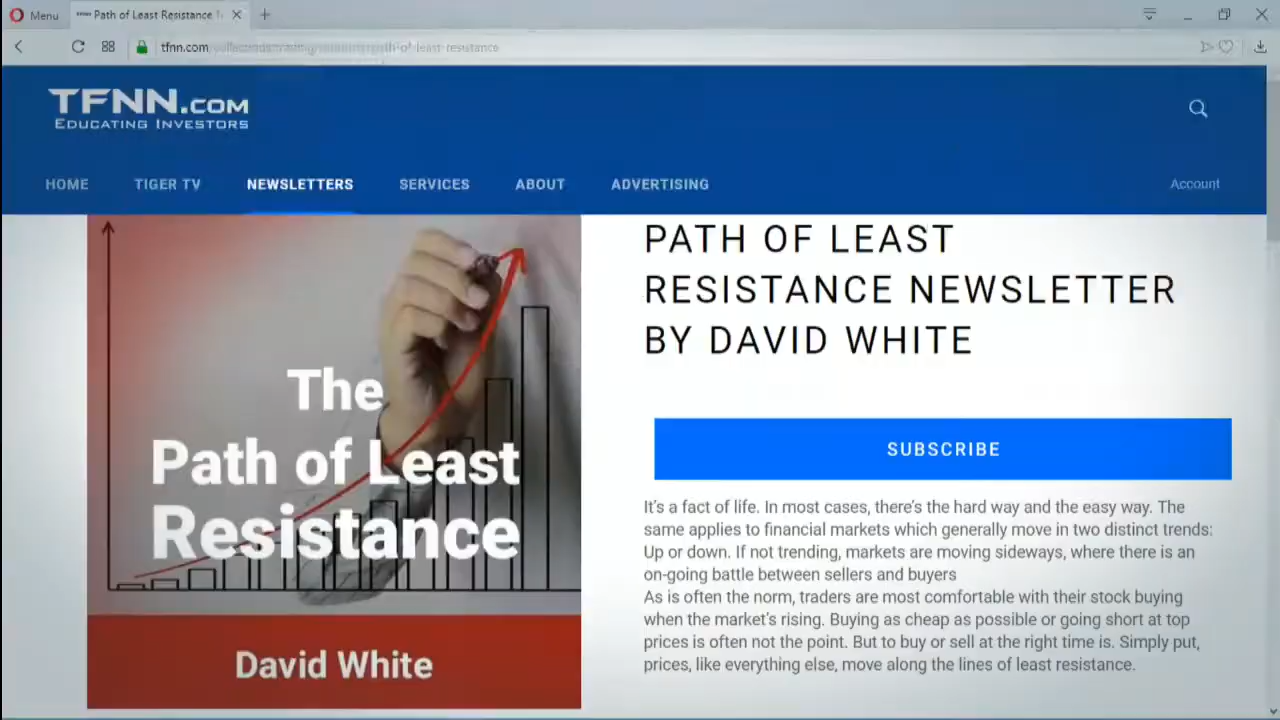 Menu
Path of Least Resistance
tfnn.com
TFNN.COM
EDUCATING INVESTORS
HOME
TIGER TV
NEWSLETTERS
SERVICES
ABOUT
ADVERTISING
Account
The
Path of Least
Resistance
David White
PATH OF LEAST
RESISTANCE NEWSLETTER
BY DAVID WHITE
SUBSCRIBE
It's a fact of life. In most cases, there's the hard way and the easy way. The
same applies to financial markets which generally move in two distinct trends:
Up or down. If not trending, markets are moving sideways, where there is an
on-going battle between sellers and buyers
As is often the norm, traders are most comfortable with their stock buying
when the market's rising. Buying as cheap as possible or going short at top
prices is often not the point. But to buy or sell at the right time is. Simply put,
prices, like everything else, move along the lines of least resistance.